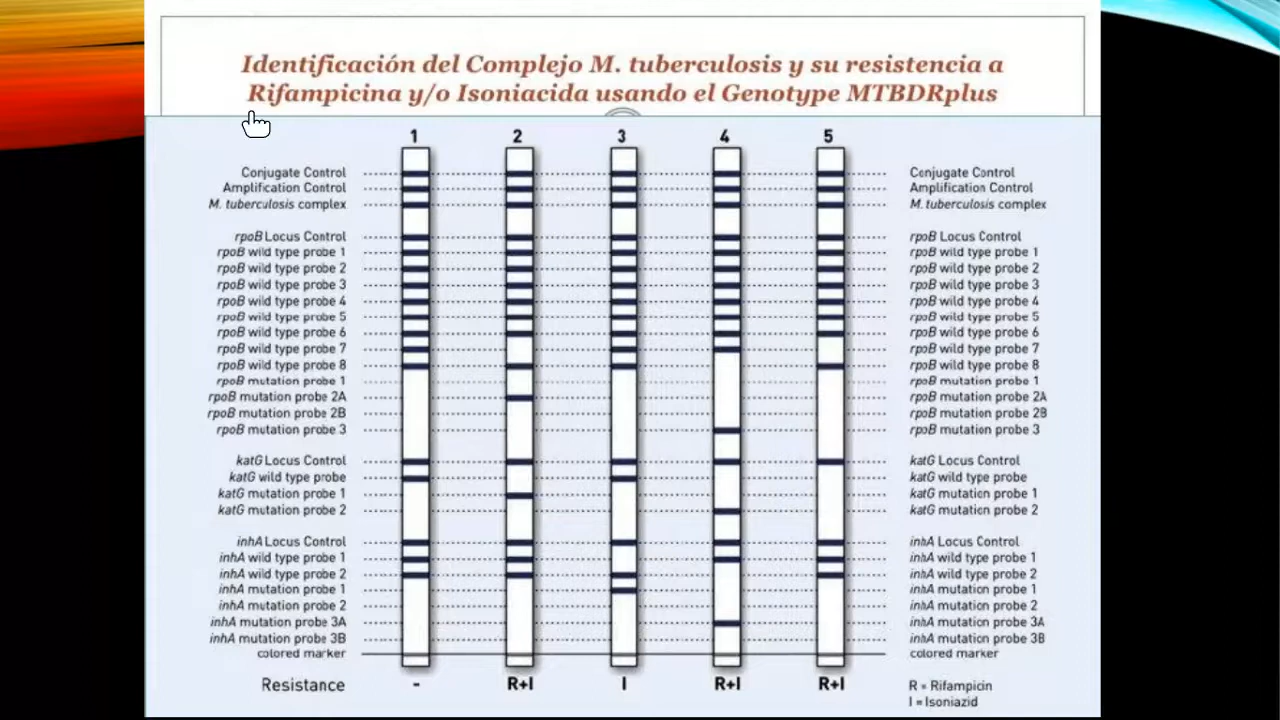 Identificación del Complejo M. tuberculosis y su resistencia a
Rifampicina y/o Isoniacida usando el Genotype MTBDRplus
1 2 3 4 5
Conjugate Control Conjugate Control
Amplification Control Amplification Control
M. tuberculosis complex M. tuberculosis complex
rpoB Locus Control rpoB Locus Control
rpoB wild type probe 1 rpoB wild type probe 1
rpoB wild type probe 2 rpoB wild type probe 2
rpoB wild type probe 3 rpoB wild type probe 3
rpoB wild type probe 4 rpoB wild type probe 4
rpoB wild type probe 5 rpoB wild type probe 5
rpoB wild type probe 6 rpoB wild type probe 6
rpoB wild type probe 7 rpoB wild type probe 7
rpoB wild type probe 8 rpoB wild type probe 8
rpoB mutation probe 1 rpoB mutation probe 1
rpoB mutation probe 2A rpoB mutation probe 2A
rpoB mutation probe 2B rpoB mutation probe 2B
rpoB mutation probe 3 rpoB mutation probe 3
katG Locus Control katG Locus Control
katG wild type probe katG wild type probe
katG mutation probe 1 katG mutation probe 1
katG mutation probe 2 katG mutation probe 2
inhA Locus Control inhA Locus Control
inhA wild type probe 1 inhA wild type probe 1
inhA wild type probe 2 inhA wild type probe 2
inhA mutation probe 1 inhA mutation probe 1
inhA mutation probe 2 inhA mutation probe 2
inhA mutation probe 3A inhA mutation probe 3A
inhA mutation probe 3B inhA mutation probe 3B
colored marker colored marker
Resistance - R+I I R+I R+I R = Rifampicin
I = Isoniazid